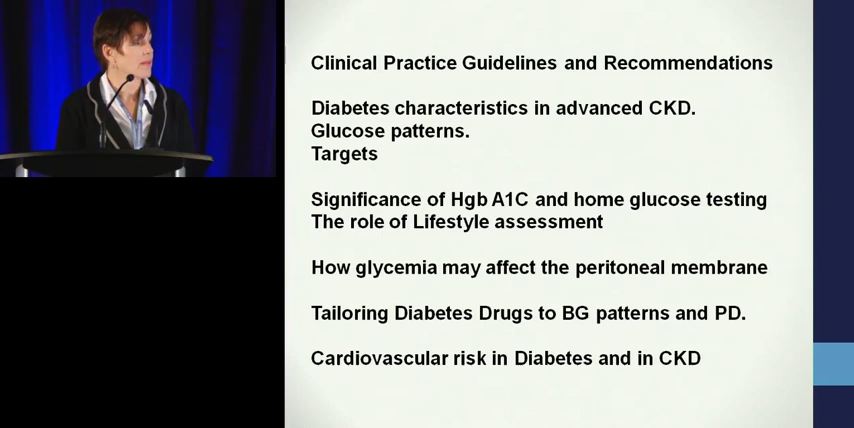 Clinical Practice Guidelines and Recommendations
Diabetes characteristics in advanced CKD.
Glucose patterns.
Targets
Significance of Hgb A1C and home glucose testing
The role of Lifestyle assessment
How glycemia may affect the peritoneal membrane
Tailoring Diabetes Drugs to BG patterns and PD.
Cardiovascular risk in Diabetes and in CKD